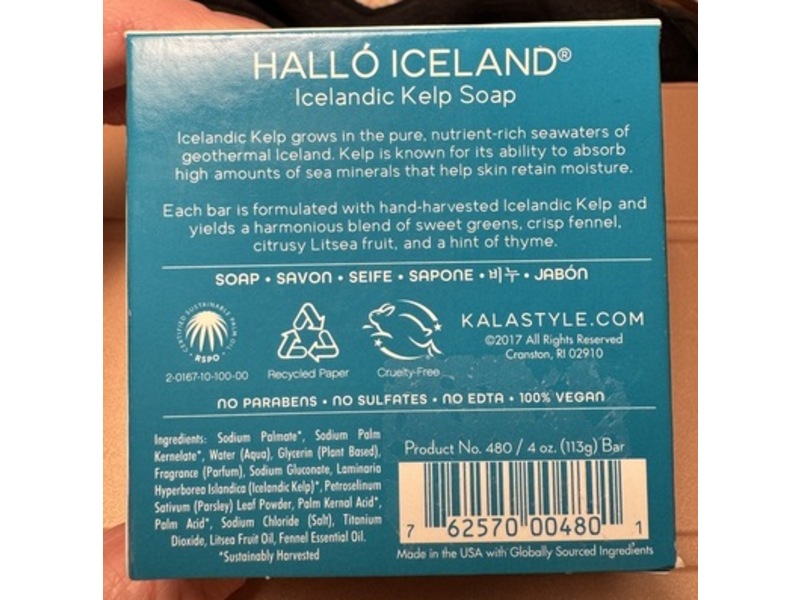 HALLÓ ICELAND®
Icelandic Kelp Soap
Icelandic Kelp grows in the pure, nutrient-rich seawaters of
geothermal Iceland. Kelp is known for its ability to absorb
high amounts of sea minerals that help skin retain moisture.
Each bar is formulated with hand-harvested Icelandic Kelp and
yields a harmonious blend of sweet greens, crisp fennel,
citrusy Litsea fruit, and a hint of thyme.
SOAP • SAVON • SEIFE • SAPONE • 비누 • JABÓN
CERTIFIED SUSTAINABLE PALM OIL
RSPO
2-0167-10-100-00
Recycled Paper
Cruelty-Free
KALASTYLE.COM
©2017 All Rights Reserved
Cranston, RI 02910
NO PARABENS • NO SULFATES • NO EDTA • 100% VEGAN
Ingredients: Sodium Palmate*, Sodium Palm
Kernelate*, Water (Aqua), Glycerin (Plant Based),
Fragrance (Parfum), Sodium Gluconate, Laminaria
Hyperborea Islandica (Icelandic Kelp)*, Petroselinum
Sativum (Parsley) Leaf Powder, Palm Kernal Acid*,
Palm Acid*, Sodium Chloride (Salt), Titanium
Dioxide, Litsea Fruit Oil, Fennel Essential Oil.
*Sustainably Harvested
Product No. 480 / 4 oz. (113g) Bar
7 62570 00480 1
Made in the USA with Globally Sourced Ingredients